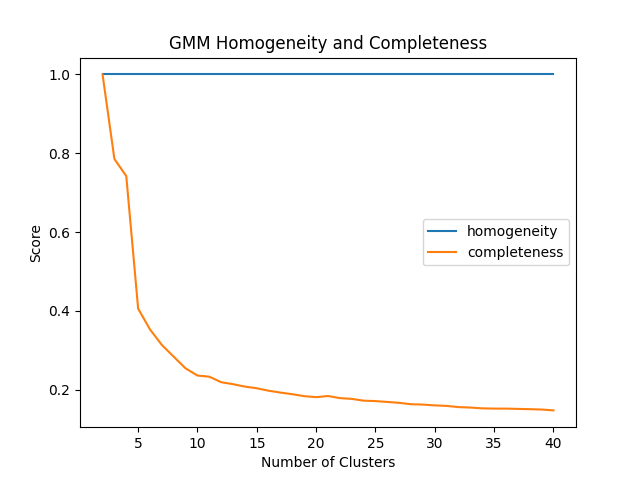 GMM Homogeneity and Completeness
1.0
0.8
0.6
0.4
0.2
Score
homogeneity
completeness
5 10 15 20 25 30 35 40
Number of Clusters